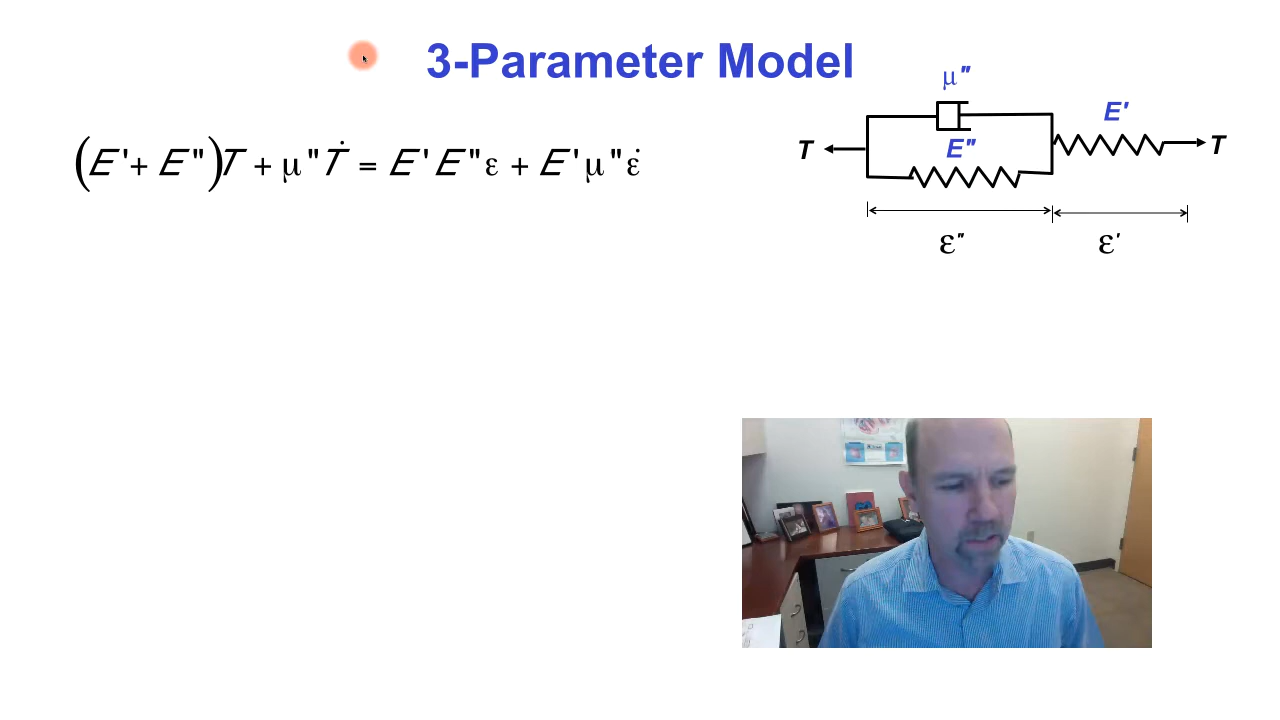 3-Parameter Model
(E'+ E")T + μ"Ṫ = E'E"ε + E'μ"ε̇
μ"
E'
T
E"
T
ε"
ε'